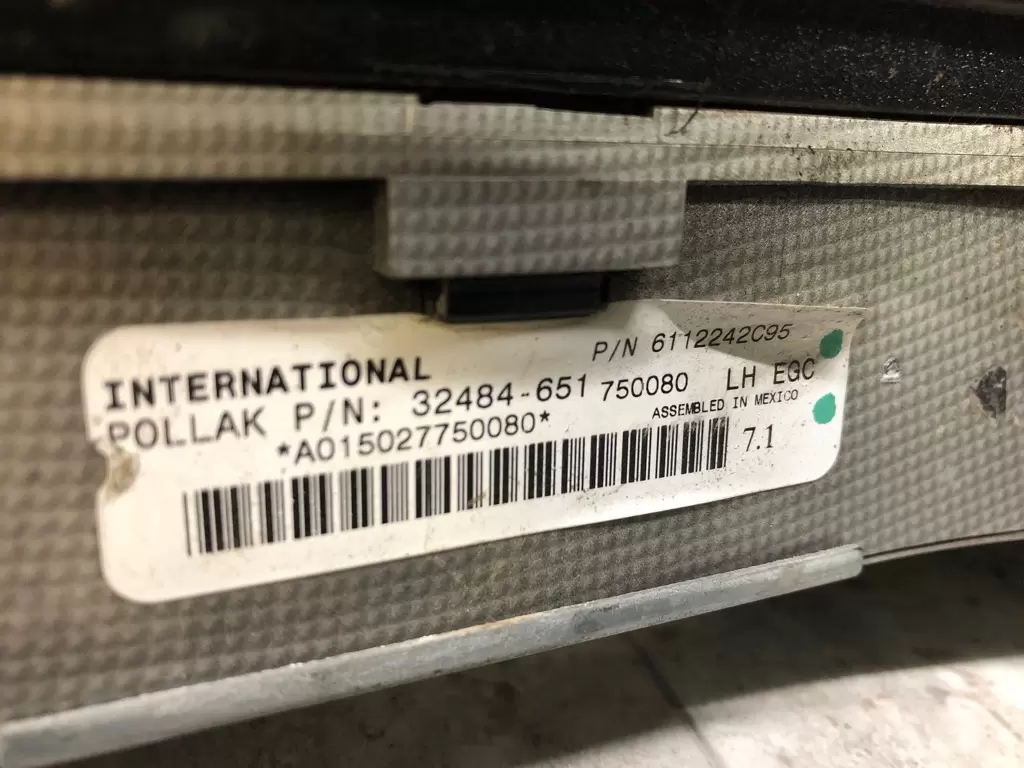 INTERNATIONAL P/N 6112242C95
POLLAK P/N: 32484-651 750080 LH EGC
*A015027750080* ASSEMBLED IN MEXICO
7.1